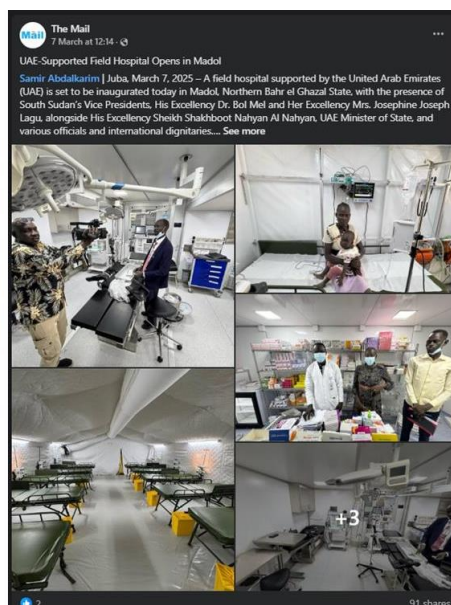 Mail
The Mail
7 March at 12:14 ·
UAE-Supported Field Hospital Opens in Madol
Samir Abdalkarim | Juba, March 7, 2025 – A field hospital supported by the United Arab Emirates
(UAE) is set to be inaugurated today in Madol, Northern Bahr el Ghazal State, with the presence of
South Sudan's Vice Presidents, His Excellency Dr. Bol Mel and Her Excellency Mrs. Josephine Joseph
Lagu, alongside His Excellency Sheikh Shakhboot Nahyan Al Nahyan, UAE Minister of State, and
various officials and international dignitaries.... See more
+3
2
91 shares